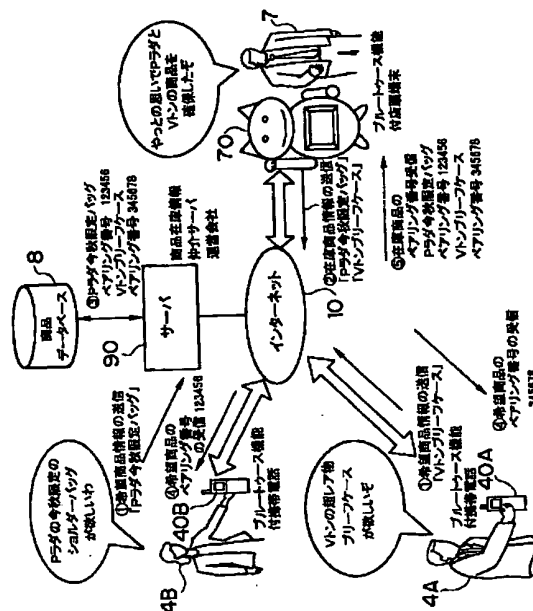 8
商品
データベース
③Pラダ今秋限定バッグ
ペアリング番号 123456
Vトンブリーフケース
ペアリング番号 345678
90
サーバ
商品在庫情報
仲介サーバ
運営会社
やっとの思いでPラダと
Vトンの商品を
確保したぞ
7
70
ブルートゥース機能
付店頭端末
②在庫商品情報の送信
「Pラダ今秋限定バッグ」
「Vトンブリーフケース」
⑤在庫商品の
ペアリング番号受信
Pラダ今秋限定バッグ
ペアリング番号 123456
Vトンブリーフケース
ペアリング番号 345678
インターネット
10
Pラダの今秋限定の
ショルダーバッグ
が欲しいわ
①希望商品情報の送信
「Pラダ今秋限定バッグ」
④希望商品の
ペアリング番号
の受信 123456
4B
40B
ブルートゥース機能
付携帯電話
Vトンの超レア物
ブリーフケース
が欲しいぞ
①希望商品情報の送信
「Vトンブリーフケース」
④希望商品の
ペアリング番号の受信
345678
ブルートゥース機能
付携帯電話
40A
4A